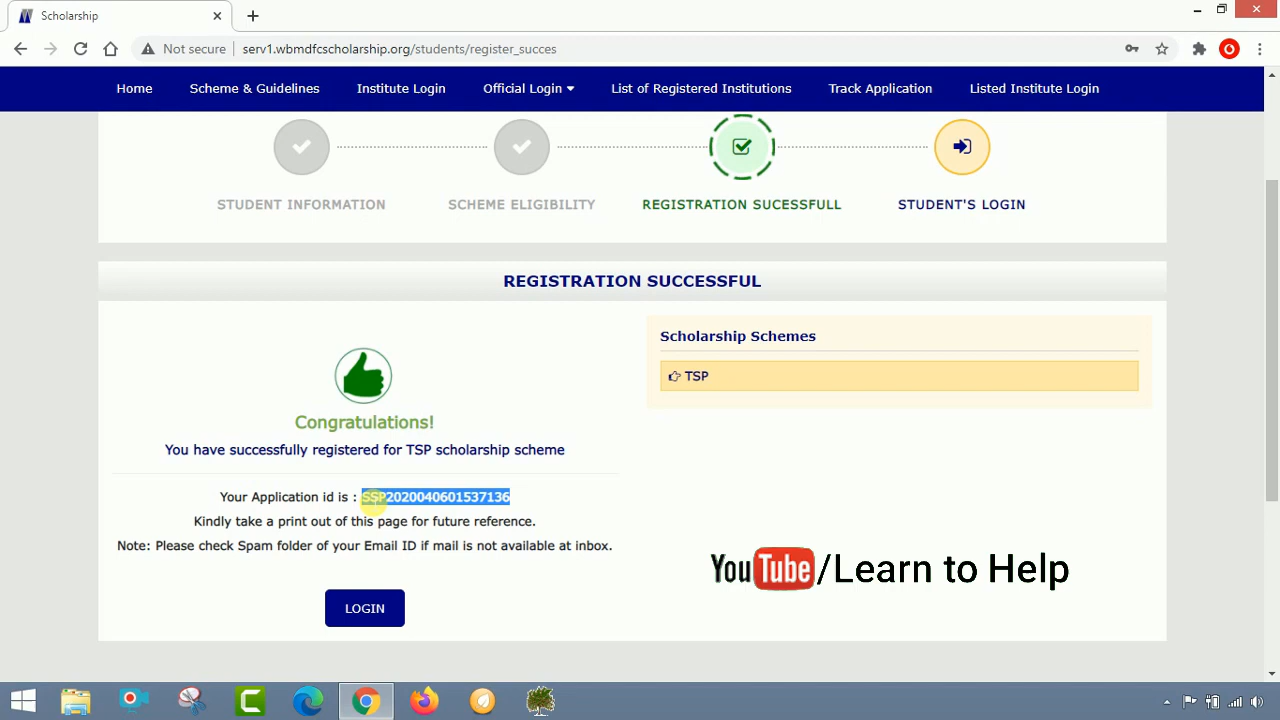 Scholarship
Not secure
serv1.wbmdfcscholarship.org/students/register_succes
Home
Scheme & Guidelines
Institute Login
Official Login
List of Registered Institutions
Track Application
Listed Institute Login
STUDENT INFORMATION
SCHEME ELIGIBILITY
REGISTRATION SUCESSFULL
STUDENT'S LOGIN
REGISTRATION SUCCESSFUL
Scholarship Schemes
TSP
Congratulations!
You have successfully registered for TSP scholarship scheme
Your Application id is : SSP2020040601537136
Kindly take a print out of this page for future reference.
Note: Please check Spam folder of your Email ID if mail is not available at inbox.
YouTube/Learn to Help
LOGIN